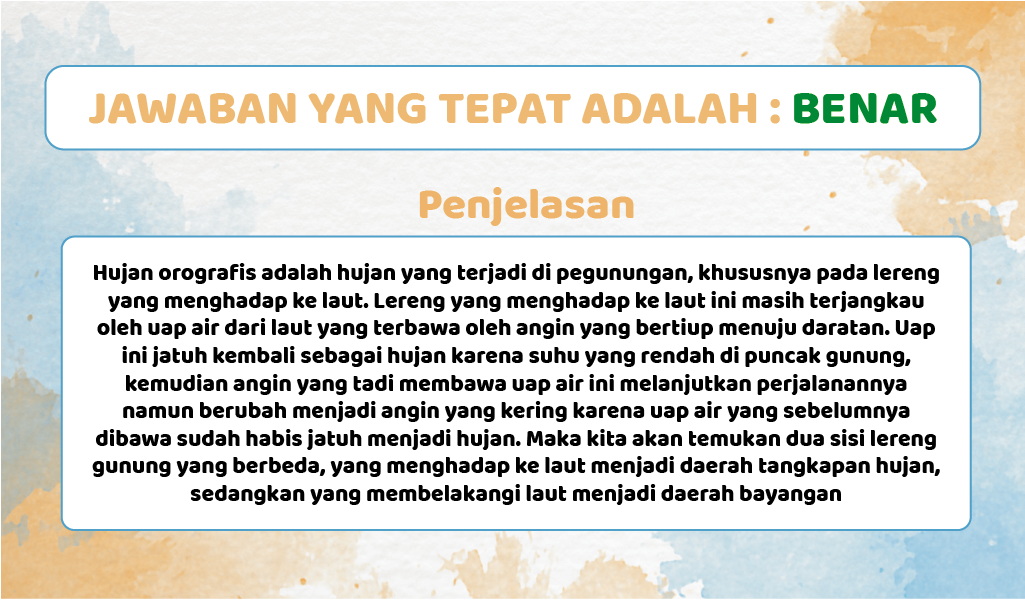 JAWABAN YANG TEPAT ADALAH : BENAR
Penjelasan
Hujan orografis adalah hujan yang terjadi di pegunungan, khususnya pada lereng
yang menghadap ke laut. Lereng yang menghadap ke laut ini masih terjangkau
oleh uap air dari laut yang terbawa oleh angin yang bertiup menuju daratan. Uap
ini jatuh kembali sebagai hujan karena suhu yang rendah di puncak gunung,
kemudian angin yang tadi membawa uap air ini melanjutkan perjalanannya
namun berubah menjadi angin yang kering karena uap air yang sebelumnya
dibawa sudah habis jatuh menjadi hujan. Maka kita akan temukan dua sisi lereng
gunung yang berbeda, yang menghadap ke laut menjadi daerah tangkapan hujan,
sedangkan yang membelakangi laut menjadi daerah bayangan